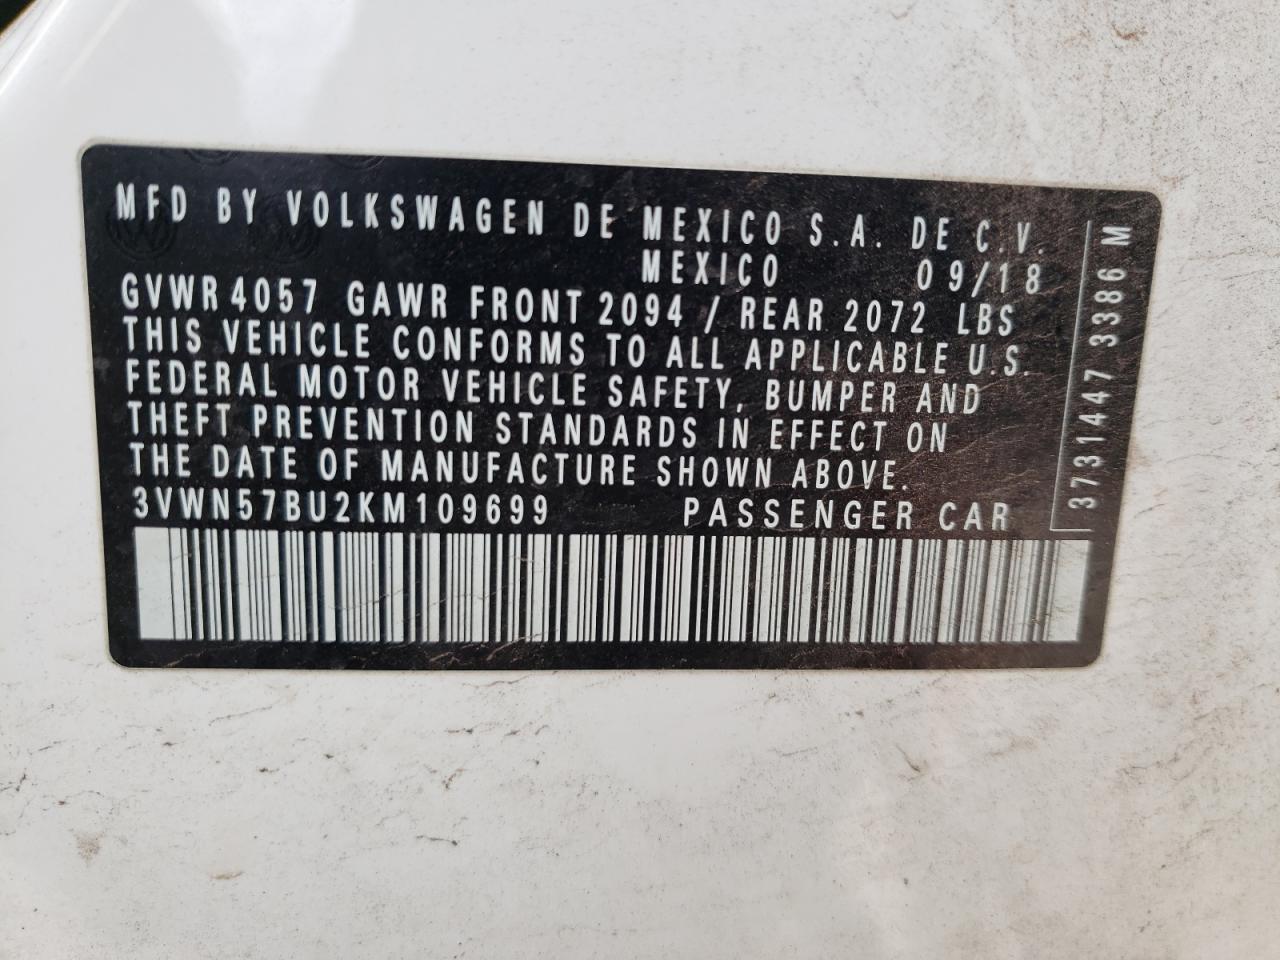 MFD BY VOLKSWAGEN DE MEXICO S.A. DE C.V.
MEXICO 09/18
GVWR 4057 GAWR FRONT 2094 / REAR 2072 LBS
THIS VEHICLE CONFORMS TO ALL APPLICABLE U.S.
FEDERAL MOTOR VEHICLE SAFETY, BUMPER AND
THEFT PREVENTION STANDARDS IN EFFECT ON
THE DATE OF MANUFACTURE SHOWN ABOVE.
3VWN57BU2KM109699 PASSENGER CAR
3731447 3386 M